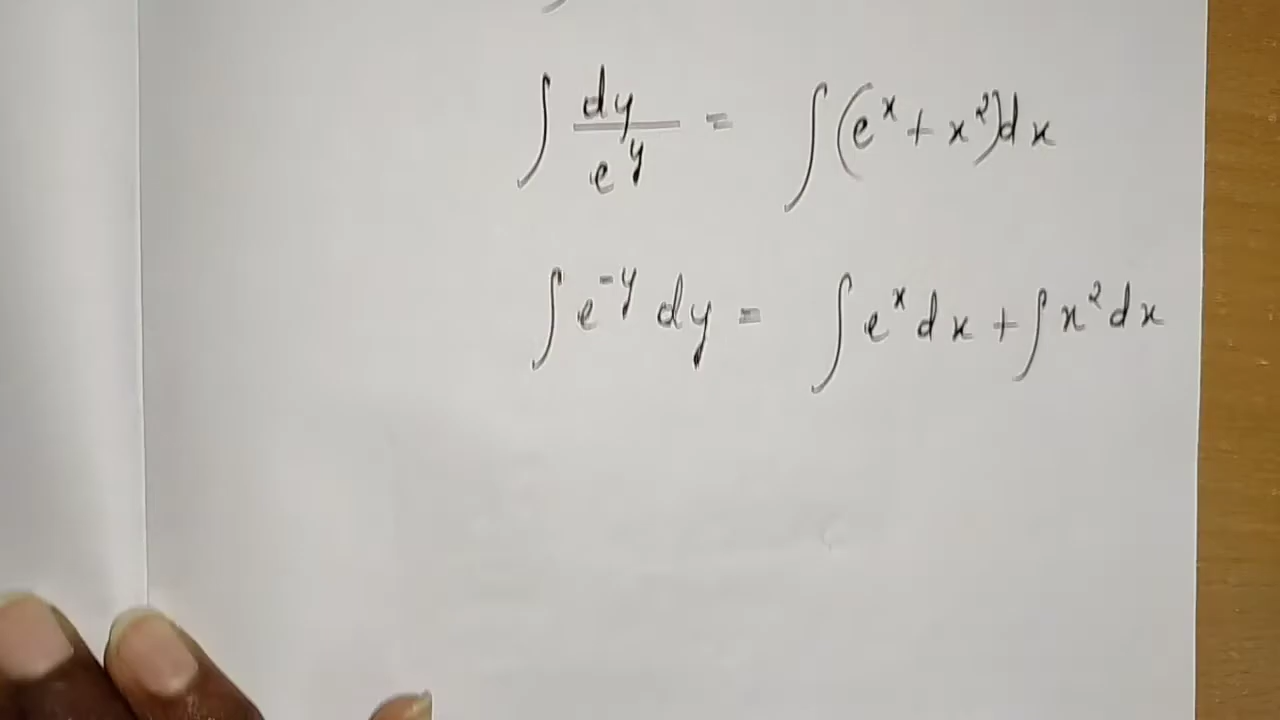 ∫ dy/e^y = ∫(e^x + x^2)dx
∫ e^-y dy = ∫ e^x dx + ∫ x^2 dx